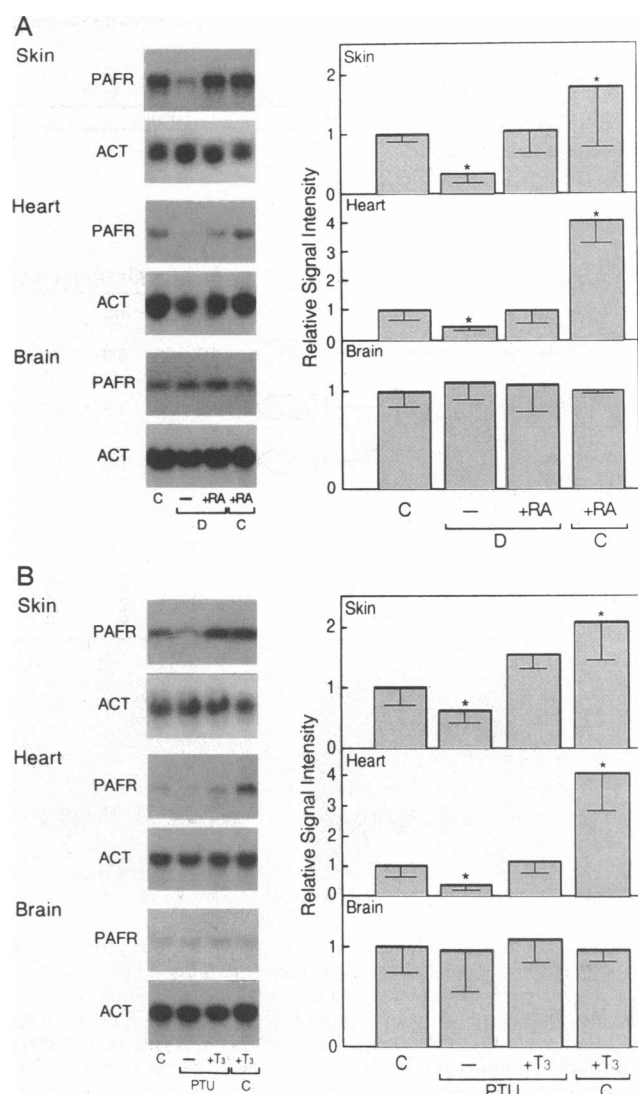 A
Skin
PAFR
ACT
Heart
PAFR
ACT
Brain
PAFR
ACT
C — +RA +RA
D C
Relative Signal Intensity
Skin
2
1
0
Heart
4
3
2
1
0
Brain
1
0
C — +RA +RA
D C
B
Skin
PAFR
ACT
Heart
PAFR
ACT
Brain
PAFR
ACT
C — +T3 +T3
PTU C
Relative Signal Intensity
Skin
2
1
0
Heart
4
3
2
1
0
Brain
1
0
C — +T3 +T3
PTU C